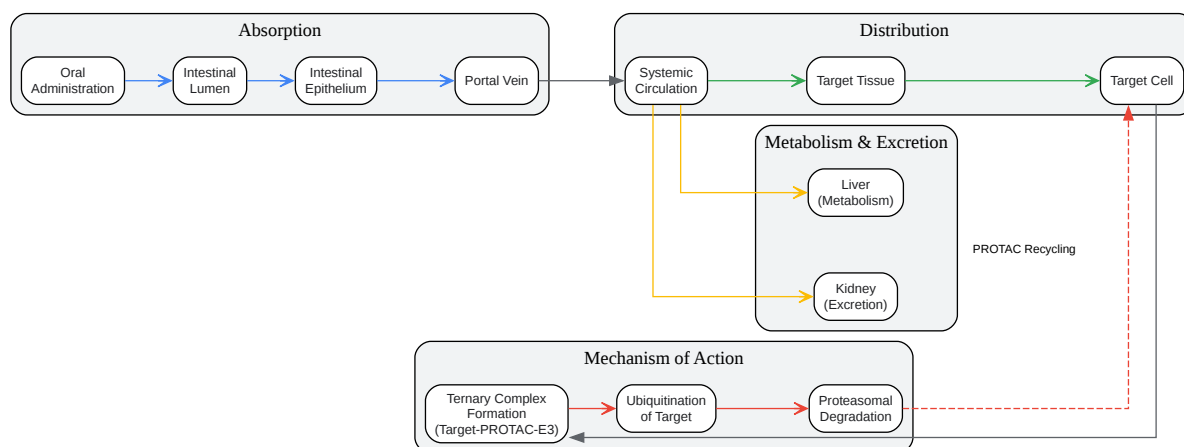 Absorption
Oral
Administration
Intestinal
Lumen
Intestinal
Epithelium
Portal Vein
Distribution
Systemic
Circulation
Target Tissue
Target Cell
Metabolism & Excretion
Liver
(Metabolism)
Kidney
(Excretion)
PROTAC Recycling
Mechanism of Action
Ternary Complex
Formation
(Target-PROTAC-E3)
Ubiquitination
of Target
Proteasomal
Degradation